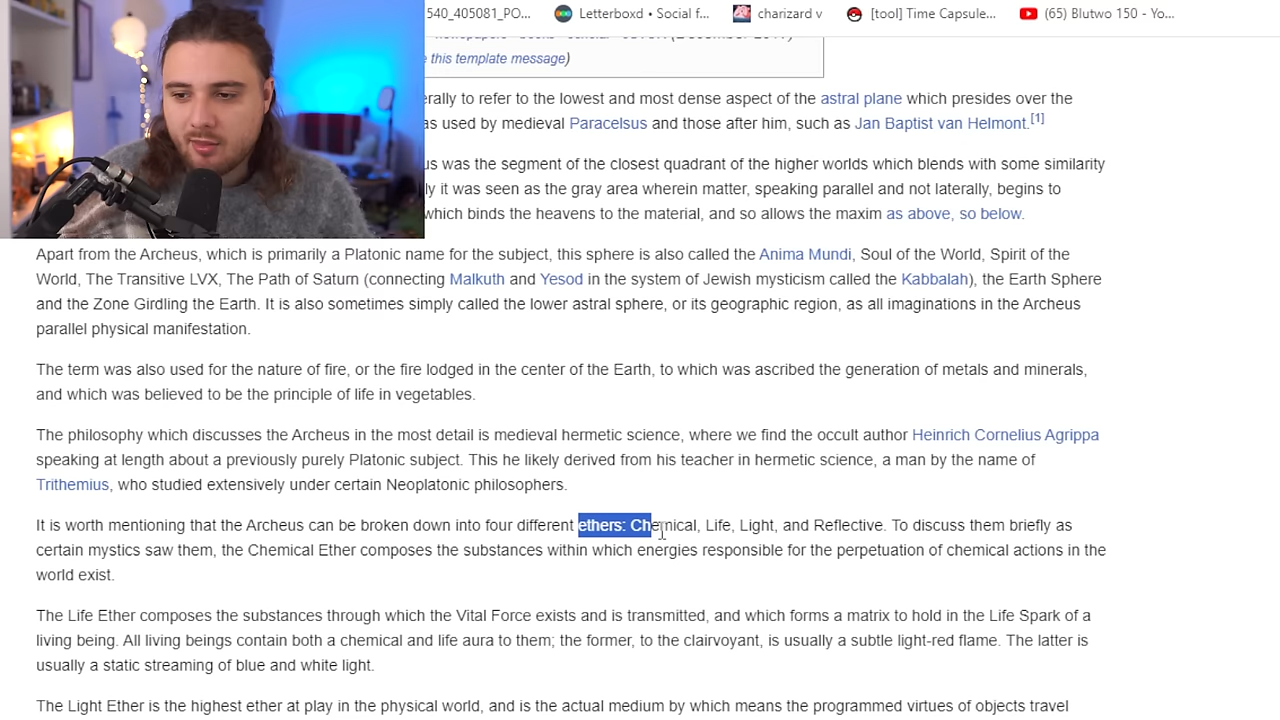 540_405081_PO...
Letterboxd • Social f...
charizard v
[tool] Time Capsule...
(65) Blutwo 150 - Yo...
this template message)
erally to refer to the lowest and most dense aspect of the astral plane which presides over the
as used by medieval Paracelsus and those after him, such as Jan Baptist van Helmont.[1]
us was the segment of the closest quadrant of the higher worlds which blends with some similarity
ly it was seen as the gray area wherein matter, speaking parallel and not laterally, begins to
which binds the heavens to the material, and so allows the maxim as above, so below.
Apart from the Archeus, which is primarily a Platonic name for the subject, this sphere is also called the Anima Mundi, Soul of the World, Spirit of the
World, The Transitive LVX, The Path of Saturn (connecting Malkuth and Yesod in the system of Jewish mysticism called the Kabbalah), the Earth Sphere
and the Zone Girdling the Earth. It is also sometimes simply called the lower astral sphere, or its geographic region, as all imaginations in the Archeus
parallel physical manifestation.
The term was also used for the nature of fire, or the fire lodged in the center of the Earth, to which was ascribed the generation of metals and minerals,
and which was believed to be the principle of life in vegetables.
The philosophy which discusses the Archeus in the most detail is medieval hermetic science, where we find the occult author Heinrich Cornelius Agrippa
speaking at length about a previously purely Platonic subject. This he likely derived from his teacher in hermetic science, a man by the name of
Trithemius, who studied extensively under certain Neoplatonic philosophers.
It is worth mentioning that the Archeus can be broken down into four different ethers: Chemical, Life, Light, and Reflective. To discuss them briefly as
certain mystics saw them, the Chemical Ether composes the substances within which energies responsible for the perpetuation of chemical actions in the
world exist.
The Life Ether composes the substances through which the Vital Force exists and is transmitted, and which forms a matrix to hold in the Life Spark of a
living being. All living beings contain both a chemical and life aura to them; the former, to the clairvoyant, is usually a subtle light-red flame. The latter is
usually a static streaming of blue and white light.
The Light Ether is the highest ether at play in the physical world, and is the actual medium by which means the programmed virtues of objects travel